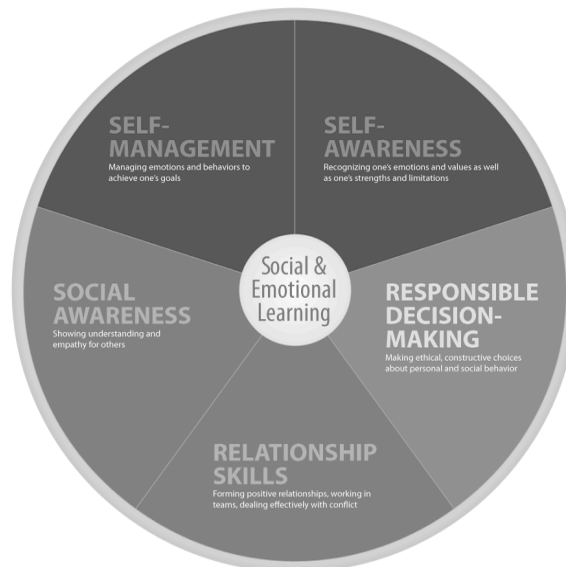 SELF-
MANAGEMENT
Managing emotions and behaviors to
achieve one's goals
SELF-
AWARENESS
Recognizing one's emotions and values as well
as one's strengths and limitations
SOCIAL
AWARENESS
Showing understanding and
empathy for others
Social &
Emotional
Learning
RESPONSIBLE
DECISION-
MAKING
Making ethical, constructive choices
about personal and social behavior
RELATIONSHIP
SKILLS
Forming positive relationships, working in
teams, dealing effectively with conflict